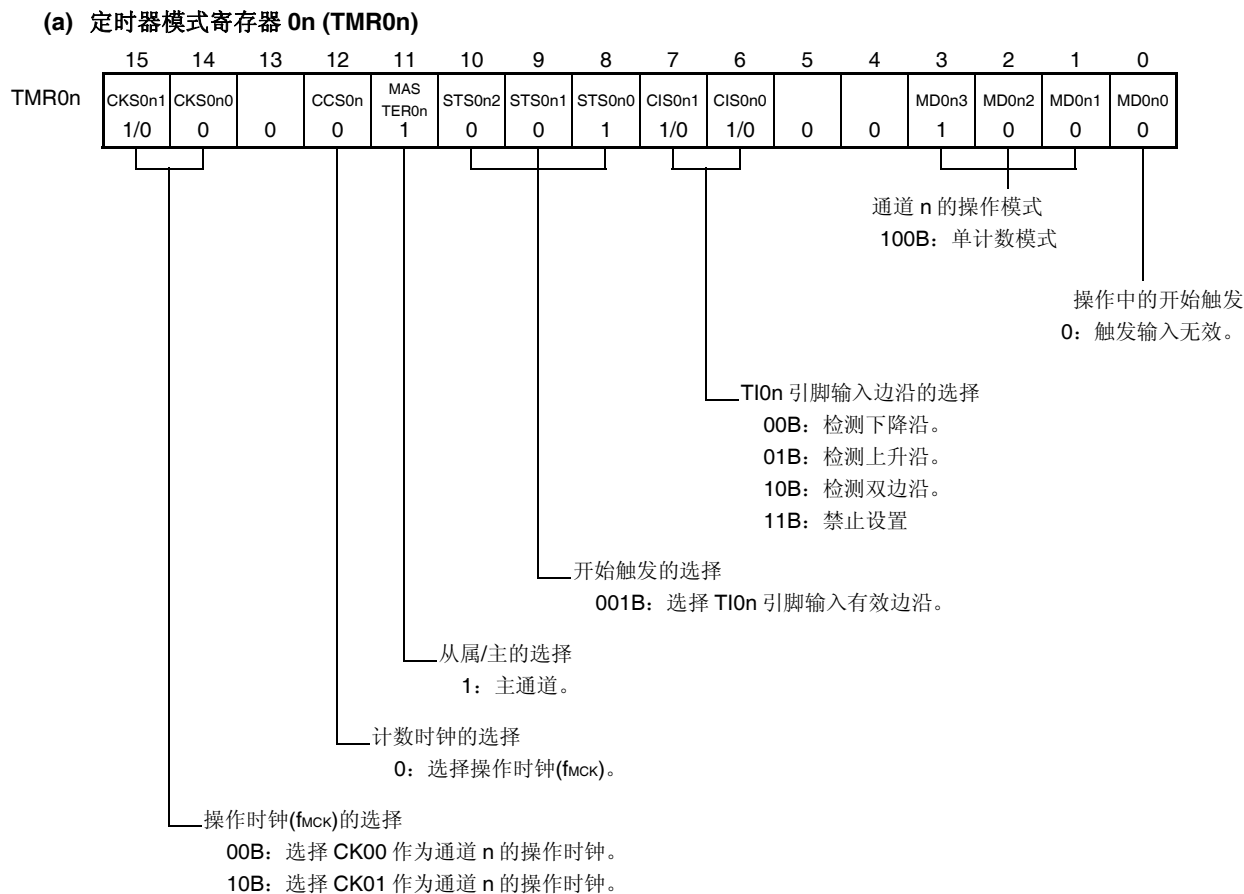 (a) 定时器模式寄存器 0n (TMR0n)
15 14 13 12 11 10 9 8 7 6 5 4 3 2 1 0
TMR0n CKS0n1 CKS0n0 CCS0n MAS TER0n STS0n2 STS0n1 STS0n0 CIS0n1 CIS0n0 MD0n3 MD0n2 MD0n1 MD0n0
1/0 0 0 0 1 0 0 1 1/0 1/0 0 0 1 0 0 0
通道 n 的操作模式
100B：单计数模式
操作中的开始触发
0：触发输入无效。
TI0n 引脚输入边沿的选择
00B：检测下降沿。
01B：检测上升沿。
10B：检测双边沿。
11B：禁止设置
开始触发的选择
001B：选择 TI0n 引脚输入有效边沿。
从属/主的选择
1：主通道。
计数时钟的选择
0：选择操作时钟(fMCK)。
操作时钟(fMCK)的选择
00B：选择 CK00 作为通道 n 的操作时钟。
10B：选择 CK01 作为通道 n 的操作时钟。